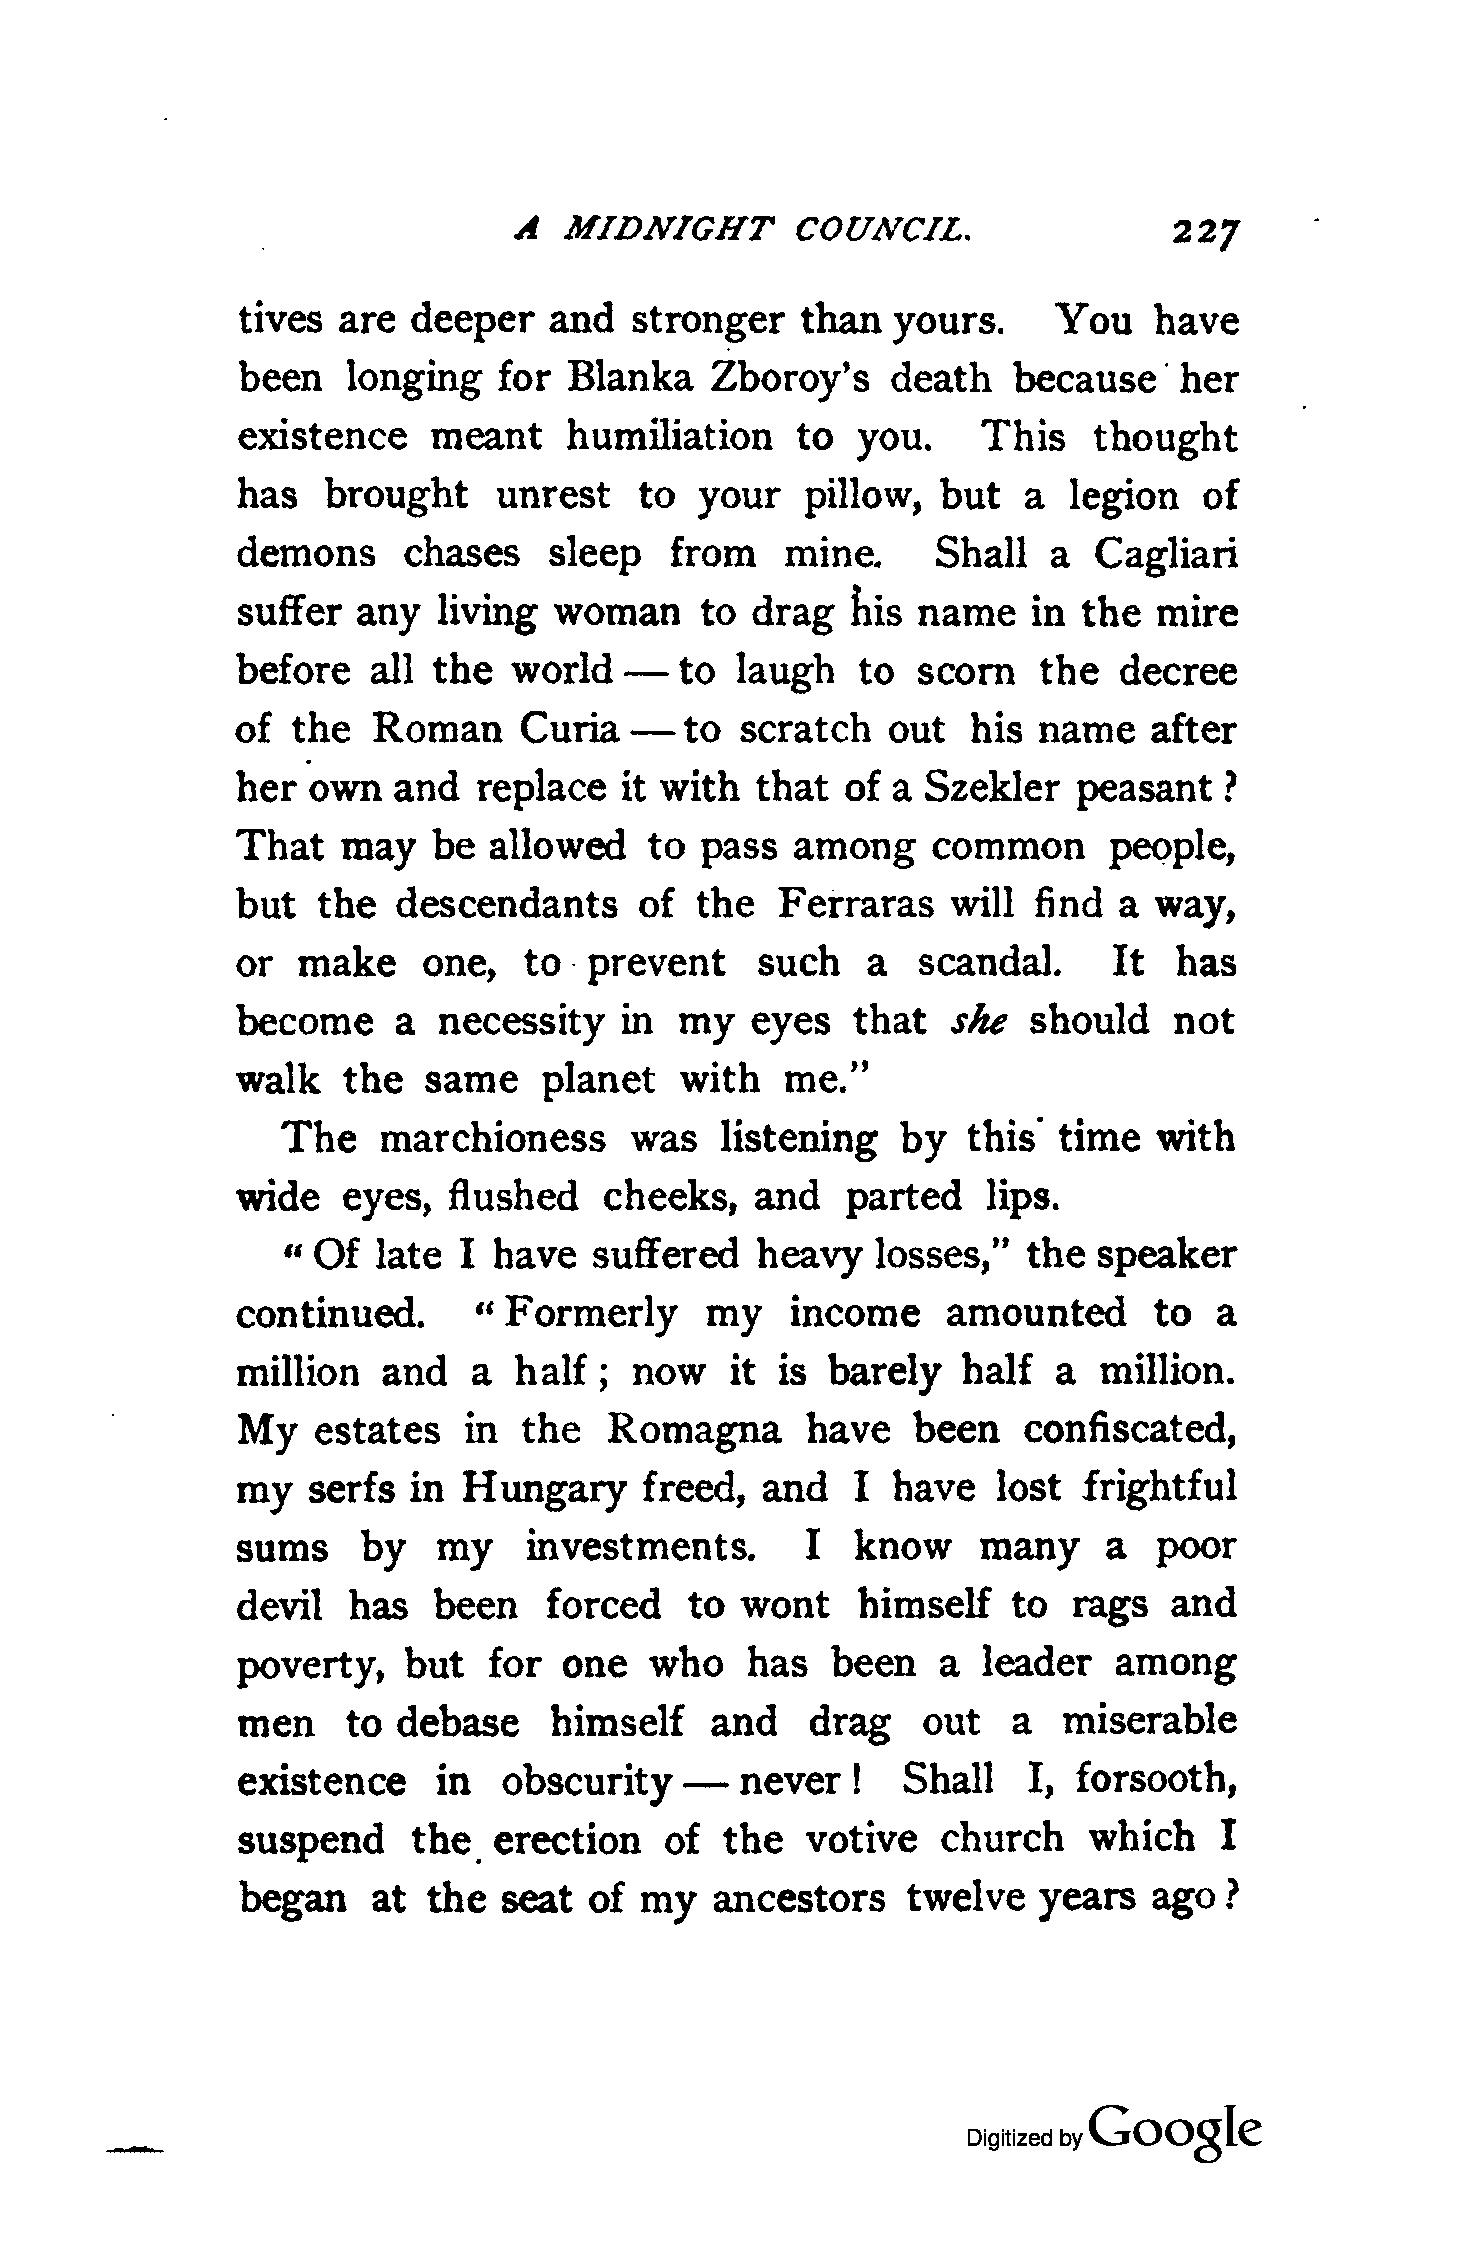 A MIDNIGHT COUNCIL. 227
tives are deeper and stronger than yours. You have
been longing for Blanka Zboroy's death because her
existence meant humiliation to you. This thought
has brought unrest to your pillow, but a legion of
demons chases sleep from mine. Shall a Cagliari
suffer any living woman to drag his name in the mire
before all the world — to laugh to scorn the decree
of the Roman Curia — to scratch out his name after
her own and replace it with that of a Szekler peasant?
That may be allowed to pass among common people,
but the descendants of the Ferraras will find a way,
or make one, to prevent such a scandal. It has
become a necessity in my eyes that she should not
walk the same planet with me."
The marchioness was listening by this time with
wide eyes, flushed cheeks, and parted lips.
"Of late I have suffered heavy losses," the speaker
continued. "Formerly my income amounted to a
million and a half; now it is barely half a million.
My estates in the Romagna have been confiscated,
my serfs in Hungary freed, and I have lost frightful
sums by my investments. I know many a poor
devil has been forced to wont himself to rags and
poverty, but for one who has been a leader among
men to debase himself and drag out a miserable
existence in obscurity — never! Shall I, forsooth,
suspend the erection of the votive church which I
began at the seat of my ancestors twelve years ago?
Digitized by Google